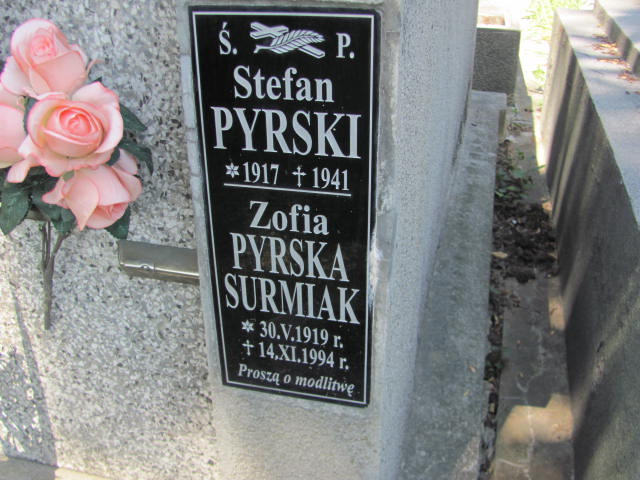 Ś. P.
Stefan
PYRSKI
✲ 1917 † 1941
Zofia
PYRSKA
SURMIAK
✲ 30.V.1919 r.
† 14.XI.1994 r.
Proszą o modlitwę